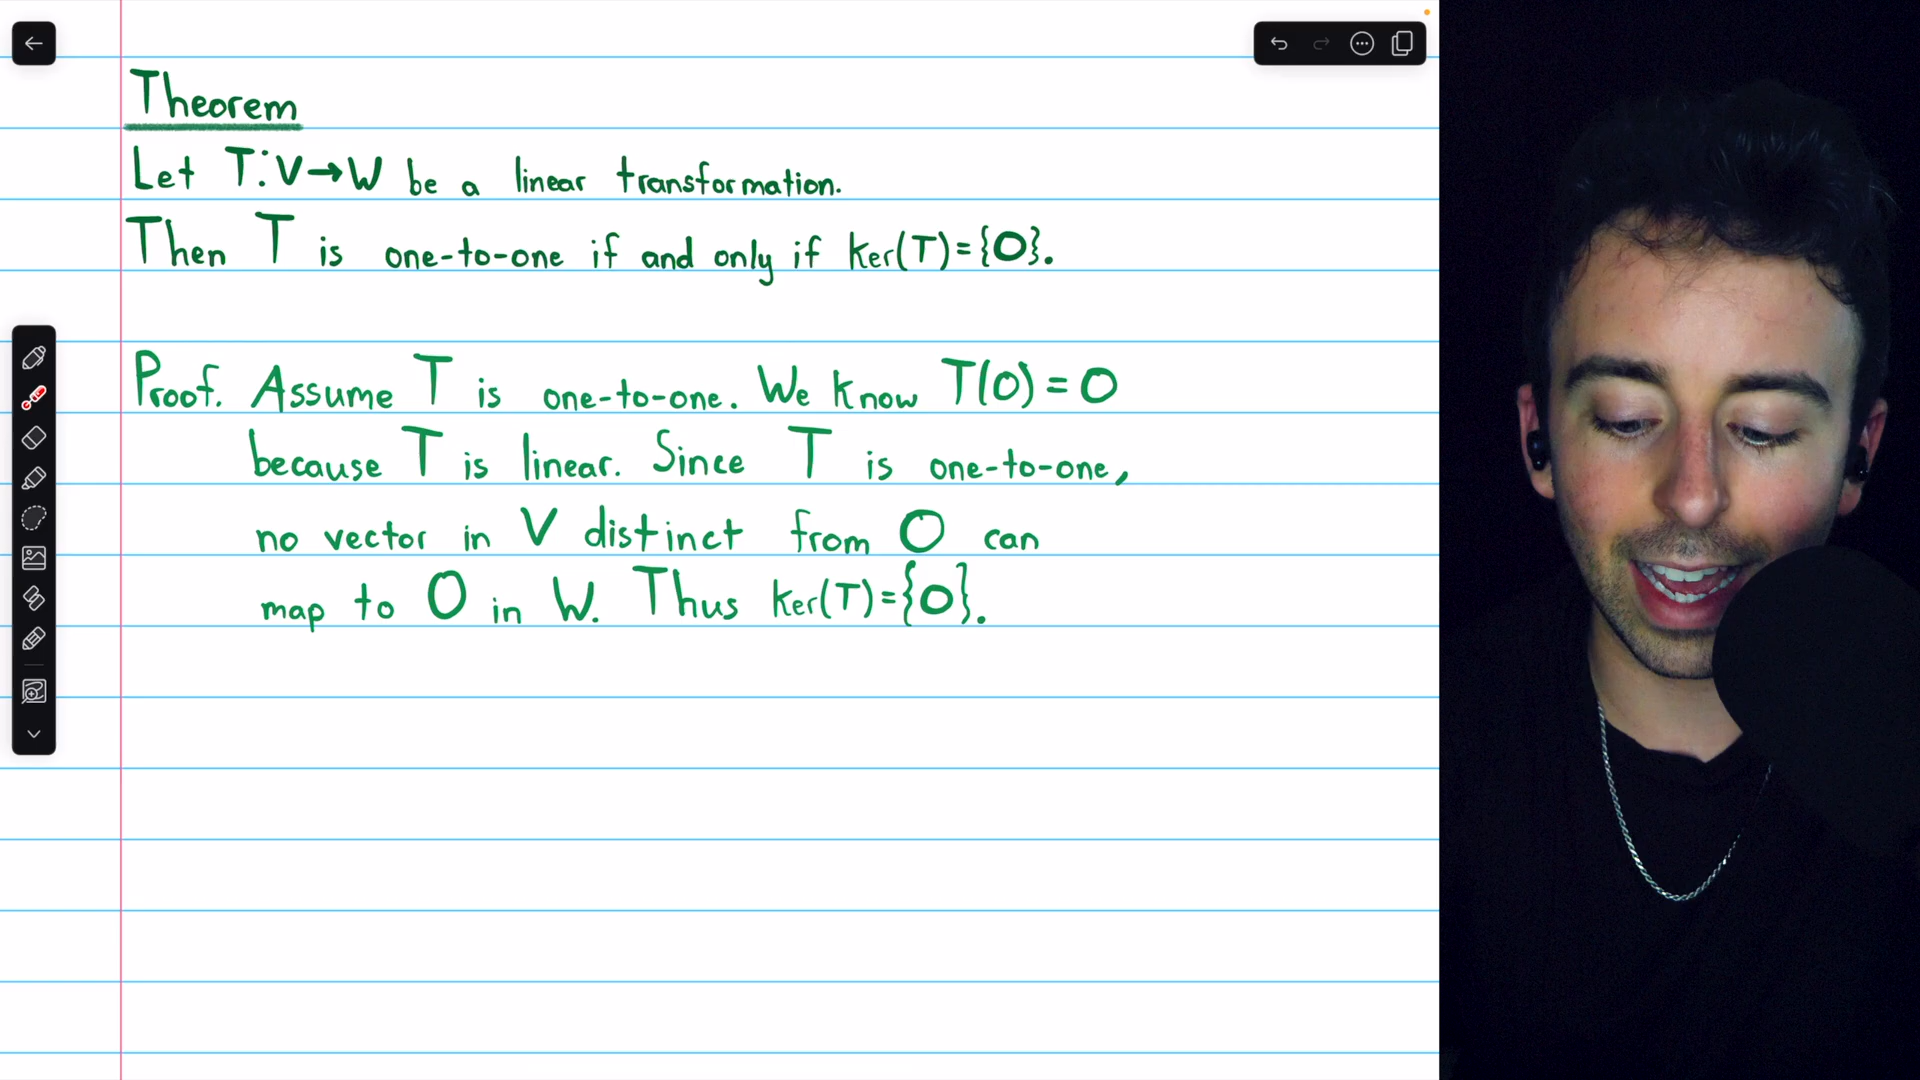 Theorem
Let T:V→W be a linear transformation.
Then T is one-to-one if and only if ker(T)={0}.
Proof. Assume T is one-to-one. We know T(0)=0
because T is linear. Since T is one-to-one,
no vector in V distinct from 0 can
map to 0 in W. Thus ker(T)={0}.